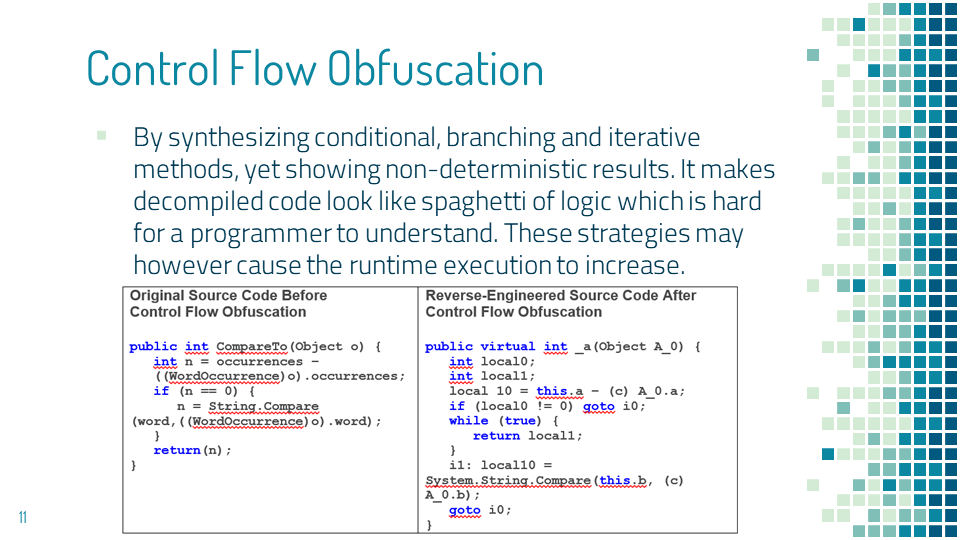 Control Flow Obfuscation
By synthesizing conditional, branching and iterative
methods, yet showing non-deterministic results. It makes
decompiled code look like spaghetti of logic which is hard
for a programmer to understand. These strategies may
however cause the runtime execution to increase.
Original Source Code Before
Control Flow Obfuscation
public int CompareTo(Object o) {
int n = occurrences –
((WordOccurrence)o).occurrences;
if (n == 0) {
n = String.Compare
(word,((WordOccurrence)o).word);
}
return(n);
}
Reverse-Engineered Source Code After
Control Flow Obfuscation
public virtual int _a(Object A_0) {
int local0;
int local1;
local 10 = this.a – (c) A_0.a;
if (local0 != 0) goto i0;
while (true) {
return local1;
}
i1: local10 =
System.String.Compare(this.b, (c)
A_0.b);
goto i0;
}
11